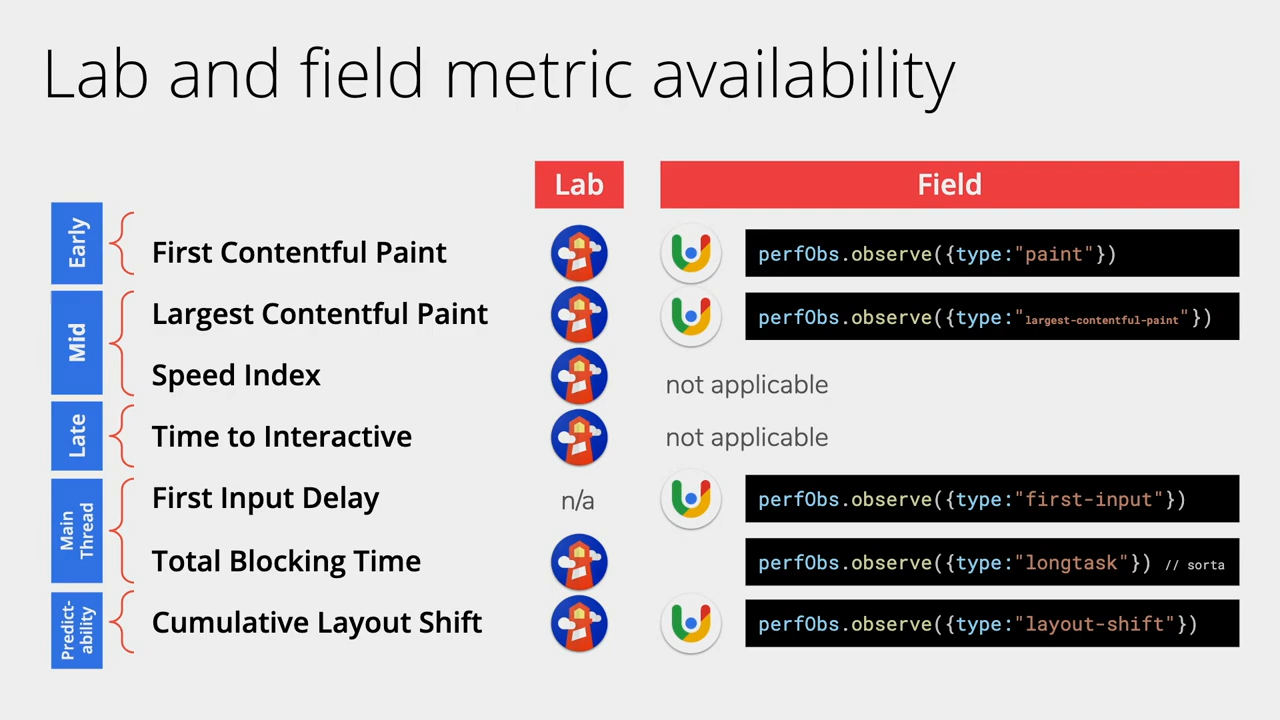 Lab and field metric availability
Lab
Field
Early
First Contentful Paint
perfObs.observe({type:"paint"})
Mid
Largest Contentful Paint
perfObs.observe({type:"largest-contentful-paint"})
Speed Index
not applicable
Late
Time to Interactive
not applicable
Main
Thread
First Input Delay
n/a
perfObs.observe({type:"first-input"})
Total Blocking Time
perfObs.observe({type:"longtask"}) // sorta
Predict-
ability
Cumulative Layout Shift
perfObs.observe({type:"layout-shift"})